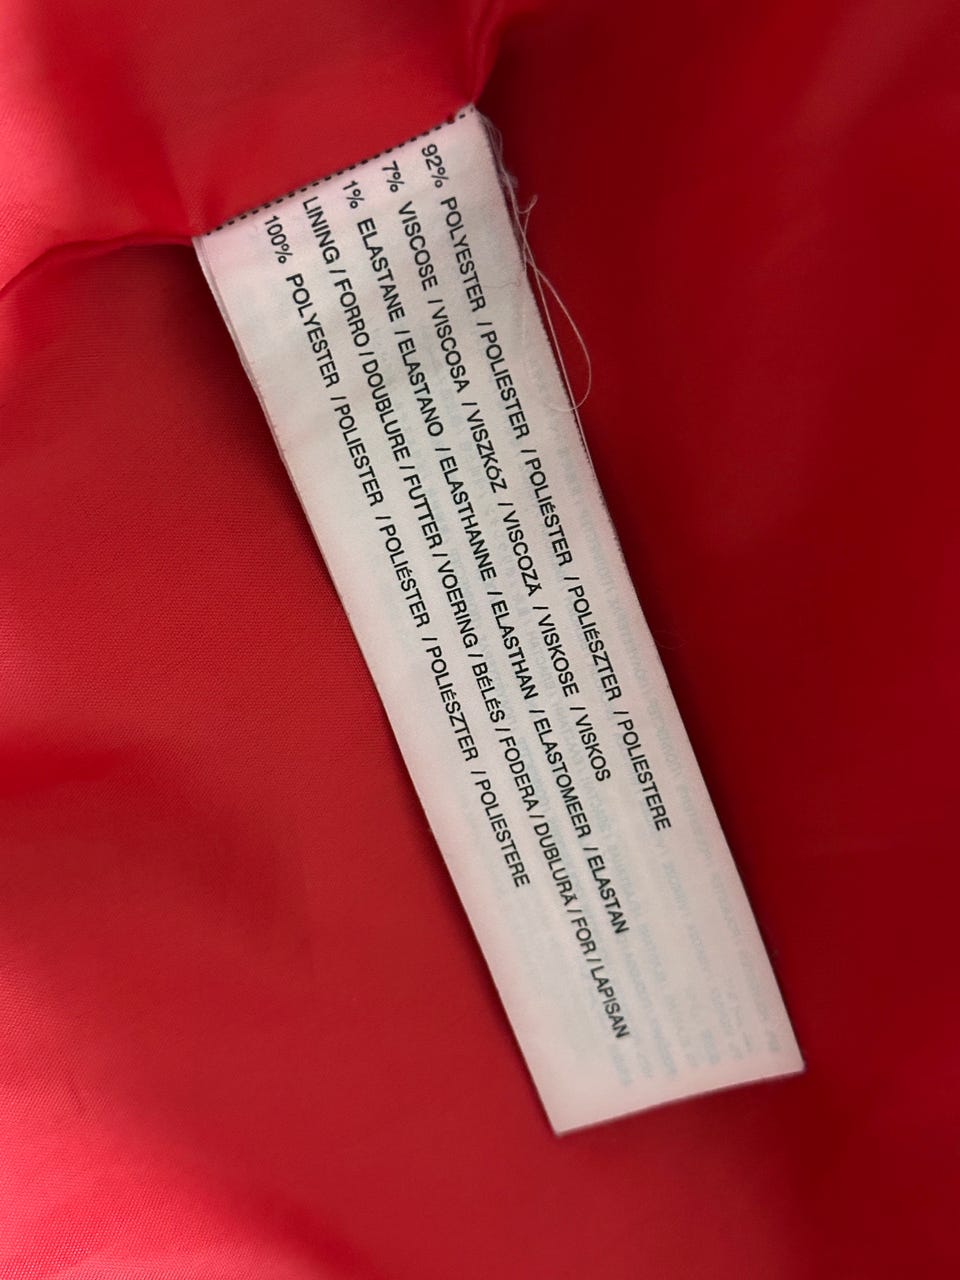 92% POLYESTER / POLIESTER / POLIÉSTER / POLIÉSZTER / POLIESTERE
7% VISCOSE / VISCOSA / VISZKÓZ / VISCOZĂ / VISKOSE / VISKOS
1% ELASTANE / ELASTANO / ELASTHANNE / ELASTHAN / ELASTOMEER / ELASTAN
LINING / FORRO / DOUBLURE / FUTTER / VOERING / BÉLÉS / FODERA / DUBLURĂ / FOR / LAPISAN
100% POLYESTER / POLIESTER / POLIÉSTER / POLIÉSZTER / POLIESTERE